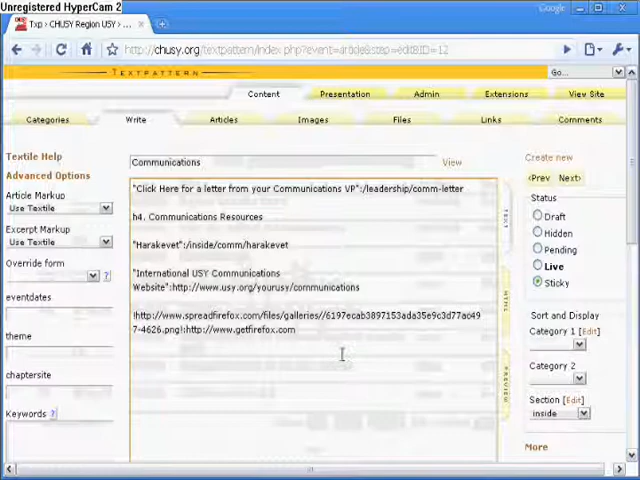 Unregistered HyperCam 2
Google
Txp › CHUSY Region USY › ...
http://chusy.org/textpattern/index.php?event=article&step=edit&ID=12
TEXTPATTERN
Go...
Content
Presentation
Admin
Extensions
View Site
Categories
Write
Articles
Images
Files
Links
Comments
Textile Help
Communications
View
Create new
Advanced Options
‹Prev Next›
Article Markup
Use Textile
Excerpt Markup
Use Textile
Override form
?
eventdates
theme
chaptersite
Keywords ?
"Click Here for a letter from your Communications VP":/leadership/comm-letter
h4. Communications Resources
"Harakevet":/inside/comm/harakevet
"International USY Communications
Website":http://www.usy.org/yourusy/communications
!http://www.spreadfirefox.com/files/galleries//6197ecab3897153ada35e9c3d77ac49
7-4626.png!:http://www.getfirefox.com
TEXT
HTML
PREVIEW
Status
Draft
Hidden
Pending
Live
Sticky
Sort and Display
Category 1 [Edit]
Category 2
Section [Edit]
inside
More